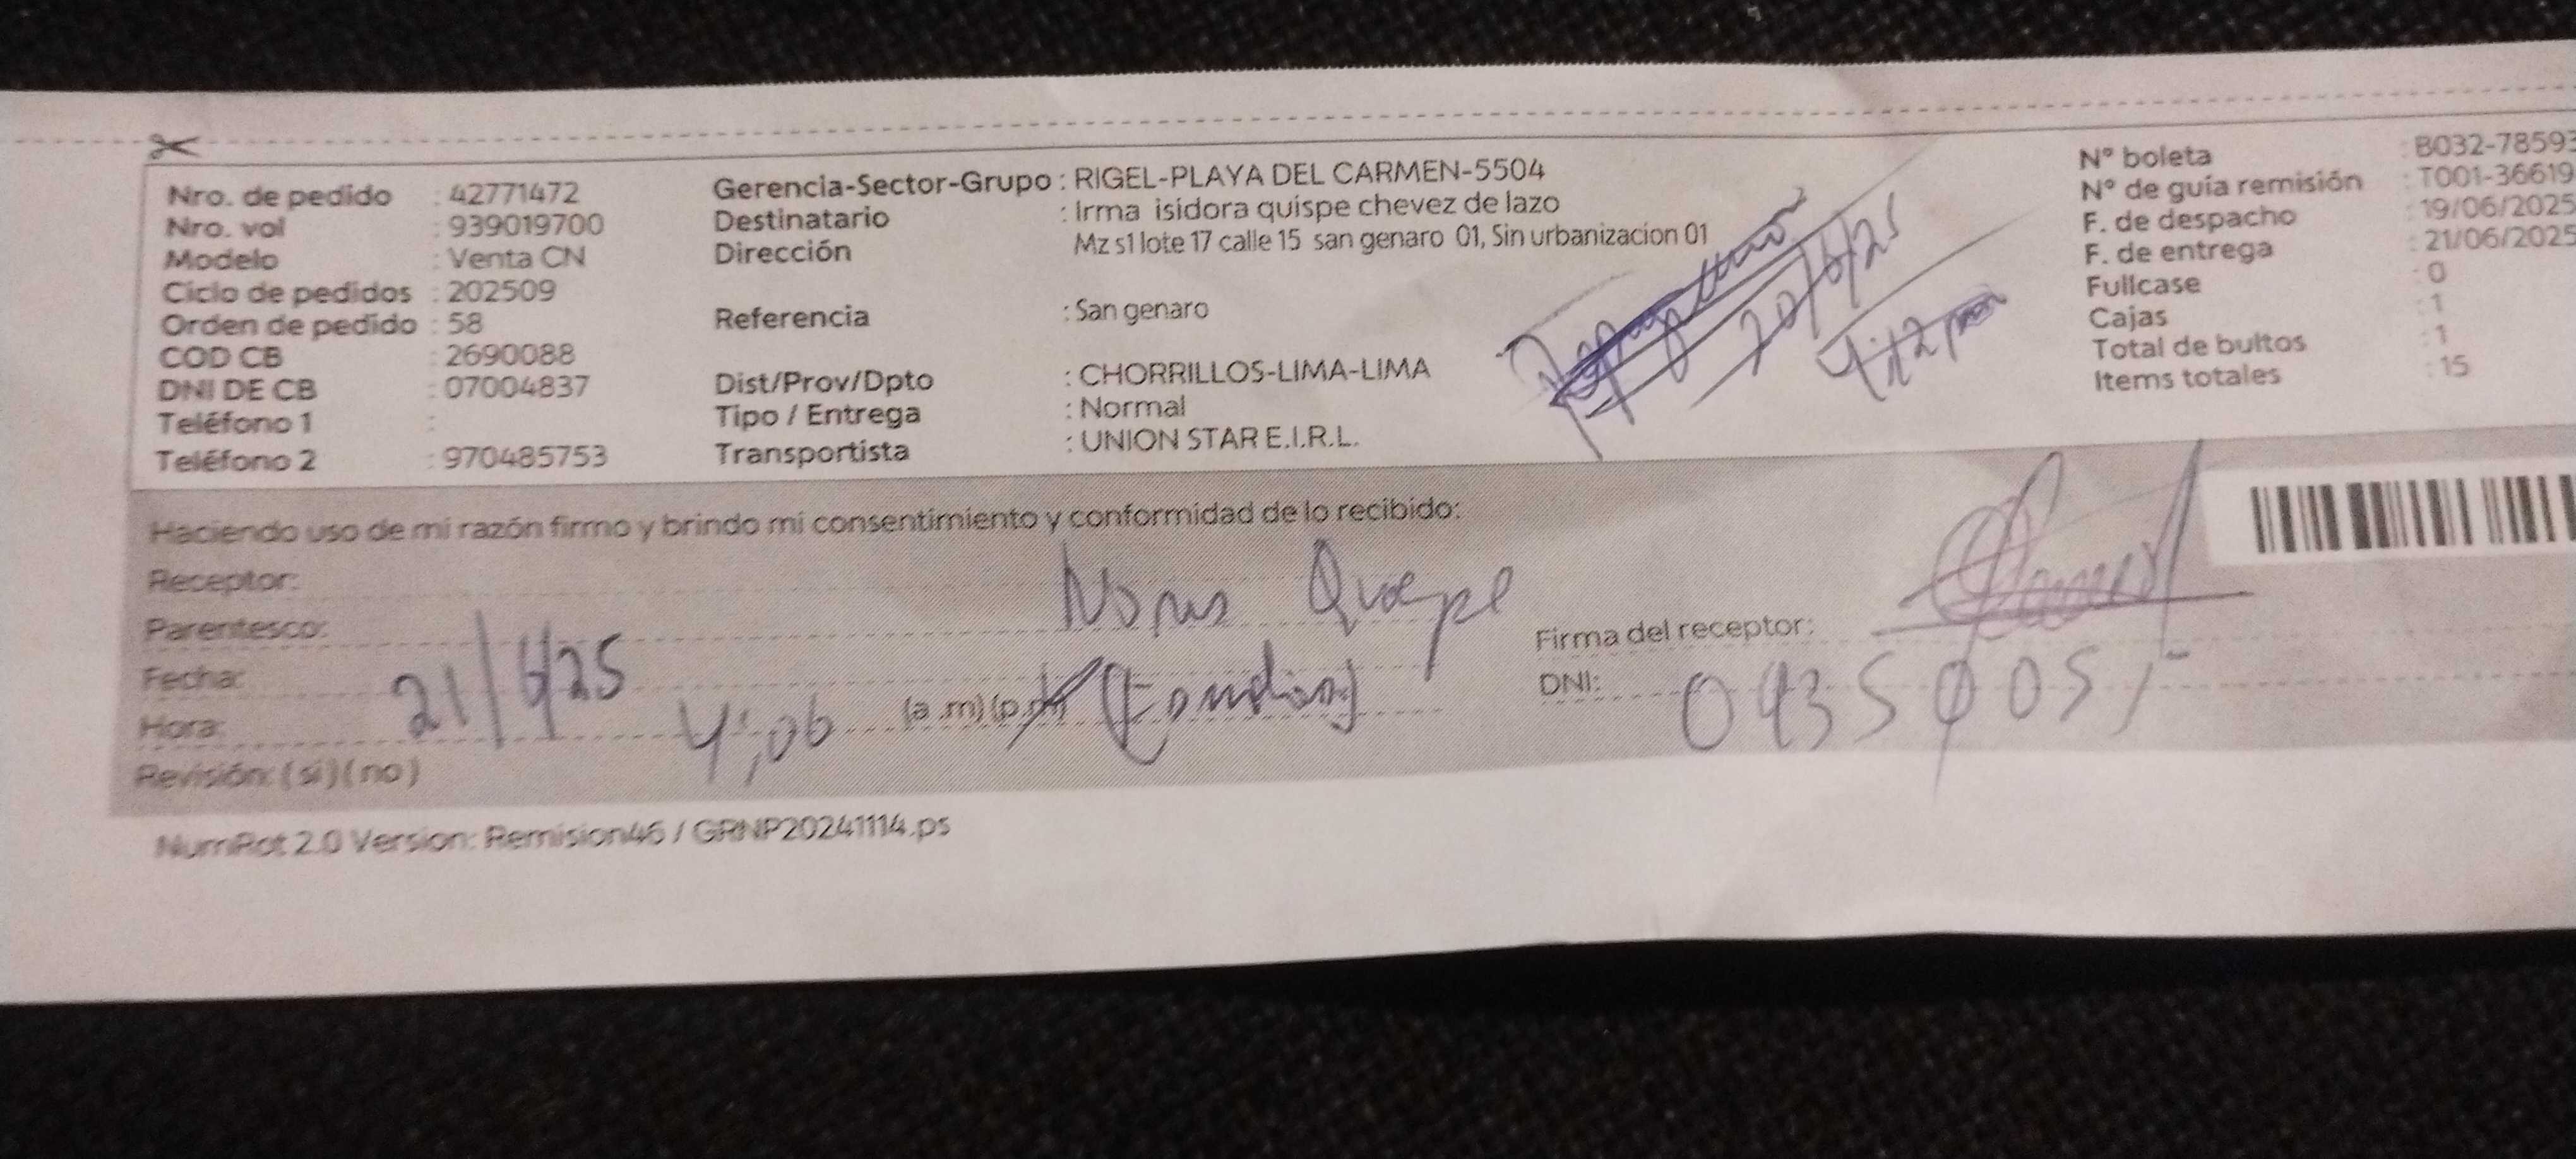 Nro. de pedido : 42771472
Nro. vol : 939019700
Modelo : Venta CN
Ciclo de pedidos : 202509
Orden de pedido : 58
COD CB : 2690088
DNI DE CB : 07004837
Teléfono 1 :
Teléfono 2 : 970485753
Gerencia-Sector-Grupo : RIGEL-PLAYA DEL CARMEN-5504
Destinatario : Irma isidora quispe chevez de lazo
Dirección Mz s1 lote 17 calle 15 san genaro 01, Sin urbanizacion 01
Referencia : San genaro
Dist/Prov/Dpto : CHORRILLOS-LIMA-LIMA
Tipo / Entrega : Normal
Transportista : UNION STAR E.I.R.L.
20/6/25
N° boleta : B032-78593
N° de guía remisión : T001-36619
F. de despacho : 19/06/2025
F. de entrega : 21/06/2025
Fullcase : 0
Cajas : 1
Total de bultos : 1
Items totales : 15
Haciendo uso de mi razón firmo y brindo mi consentimiento y conformidad de lo recibido:
Receptor: Quispe
Parentesco:
Fecha: 21/6/25
Hora: 4:06 (a.m)(p.m)
Revisión: (si)(no)
Firma del receptor:
DNI:
NumRot 2.0 Version: Remision46 / GRNP20241114.ps